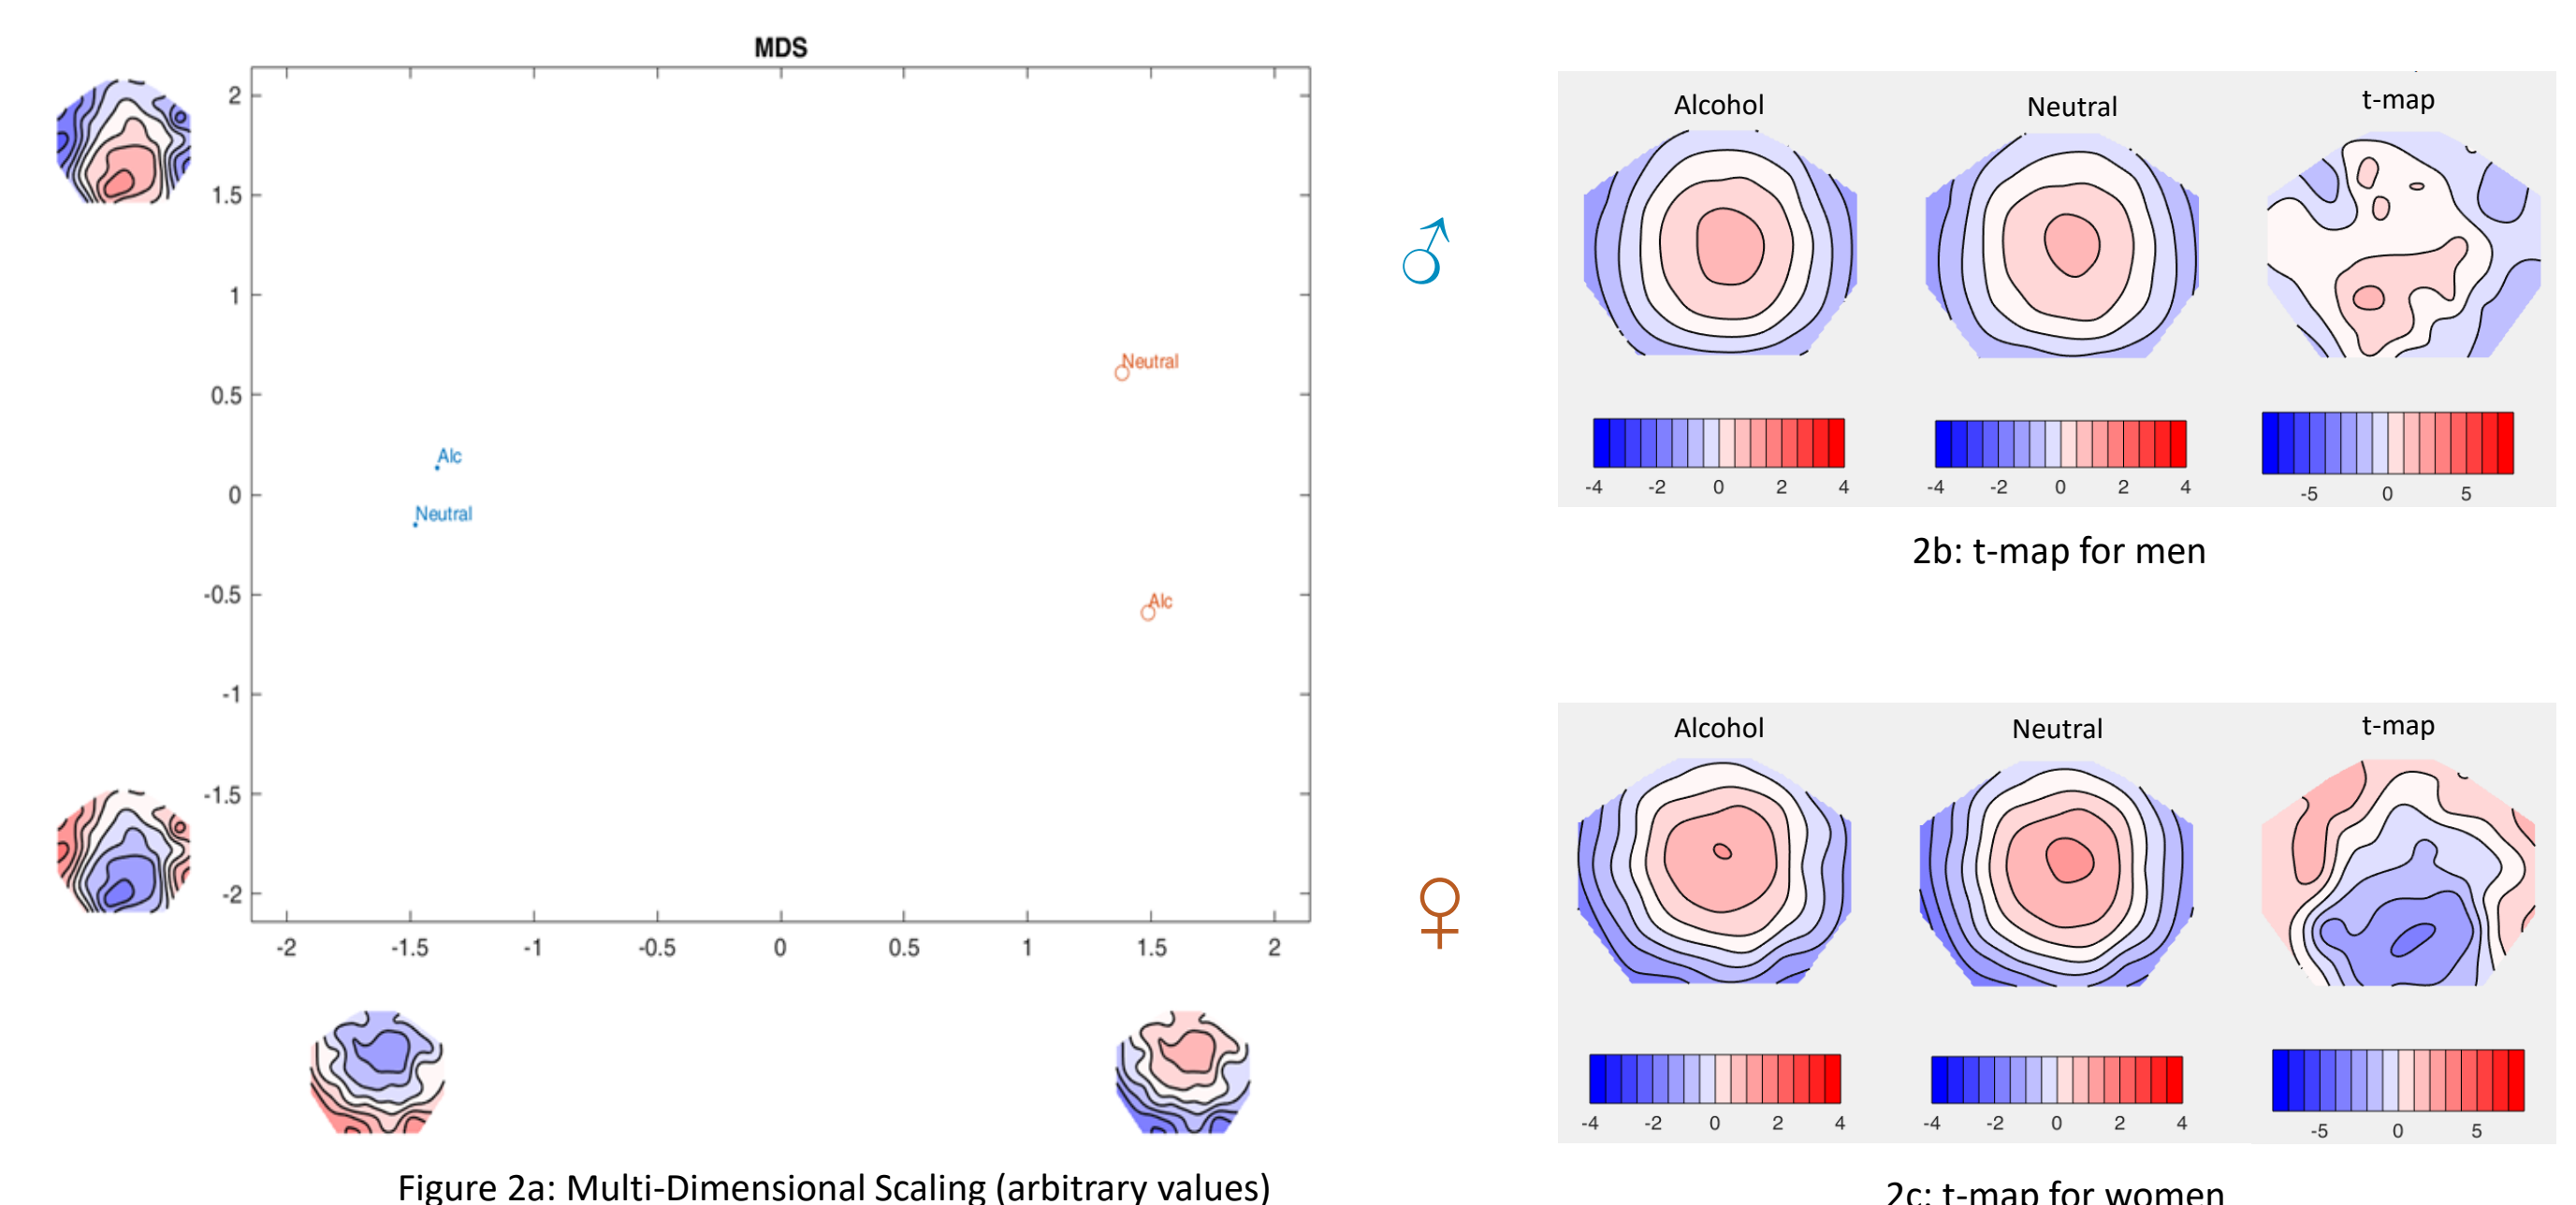 MDS
2
1.5
1
0.5
0
-0.5
-1
-1.5
-2
-2 -1.5 -1 -0.5 0 0.5 1 1.5 2
Neutral
Alc
Neutral
Alc
Figure 2a: Multi-Dimensional Scaling (arbitrary values)
♂
Alcohol Neutral t-map
-4 -2 0 2 4 -4 -2 0 2 4 -5 0 5
2b: t-map for men
♀
Alcohol Neutral t-map
-4 -2 0 2 4 -4 -2 0 2 4 -5 0 5
2c: t-map for women